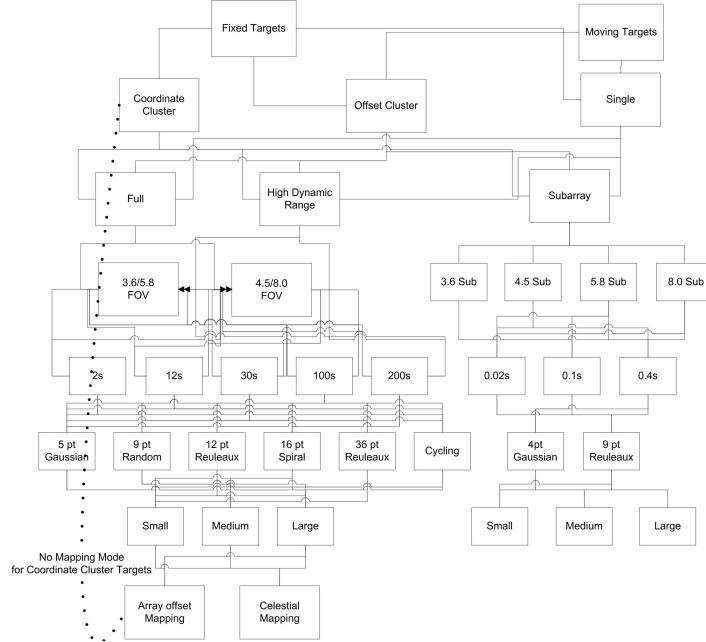 Fixed Targets
Moving Targets
Coordinate
Cluster
Offset Cluster
Single
Full
High Dynamic
Range
Subarray
3.6/5.8
FOV
4.5/8.0
FOV
3.6 Sub
4.5 Sub
5.8 Sub
8.0 Sub
2s
12s
30s
100s
200s
0.02s
0.1s
0.4s
5 pt
Gaussian
9 pt
Random
12 pt
Reuleaux
16 pt
Spiral
36 pt
Reuleaux
Cycling
4pt
Gaussian
9 pt
Reuleaux
Small
Medium
Large
Small
Medium
Large
No Mapping Mode
for Coordinate Cluster Targets
Array offset
Mapping
Celestial
Mapping